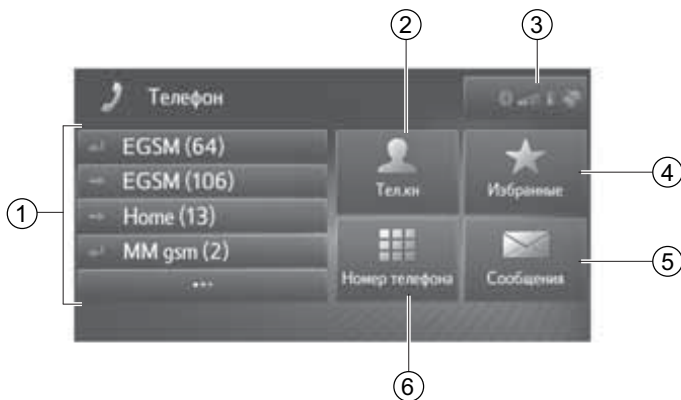 2
3
Телефон
EGSM (64)
EGSM (106)
Home (13)
MM gsm (2)
...
Тел.кн
Избранные
Номер телефона
Сообщения
1
4
5
6